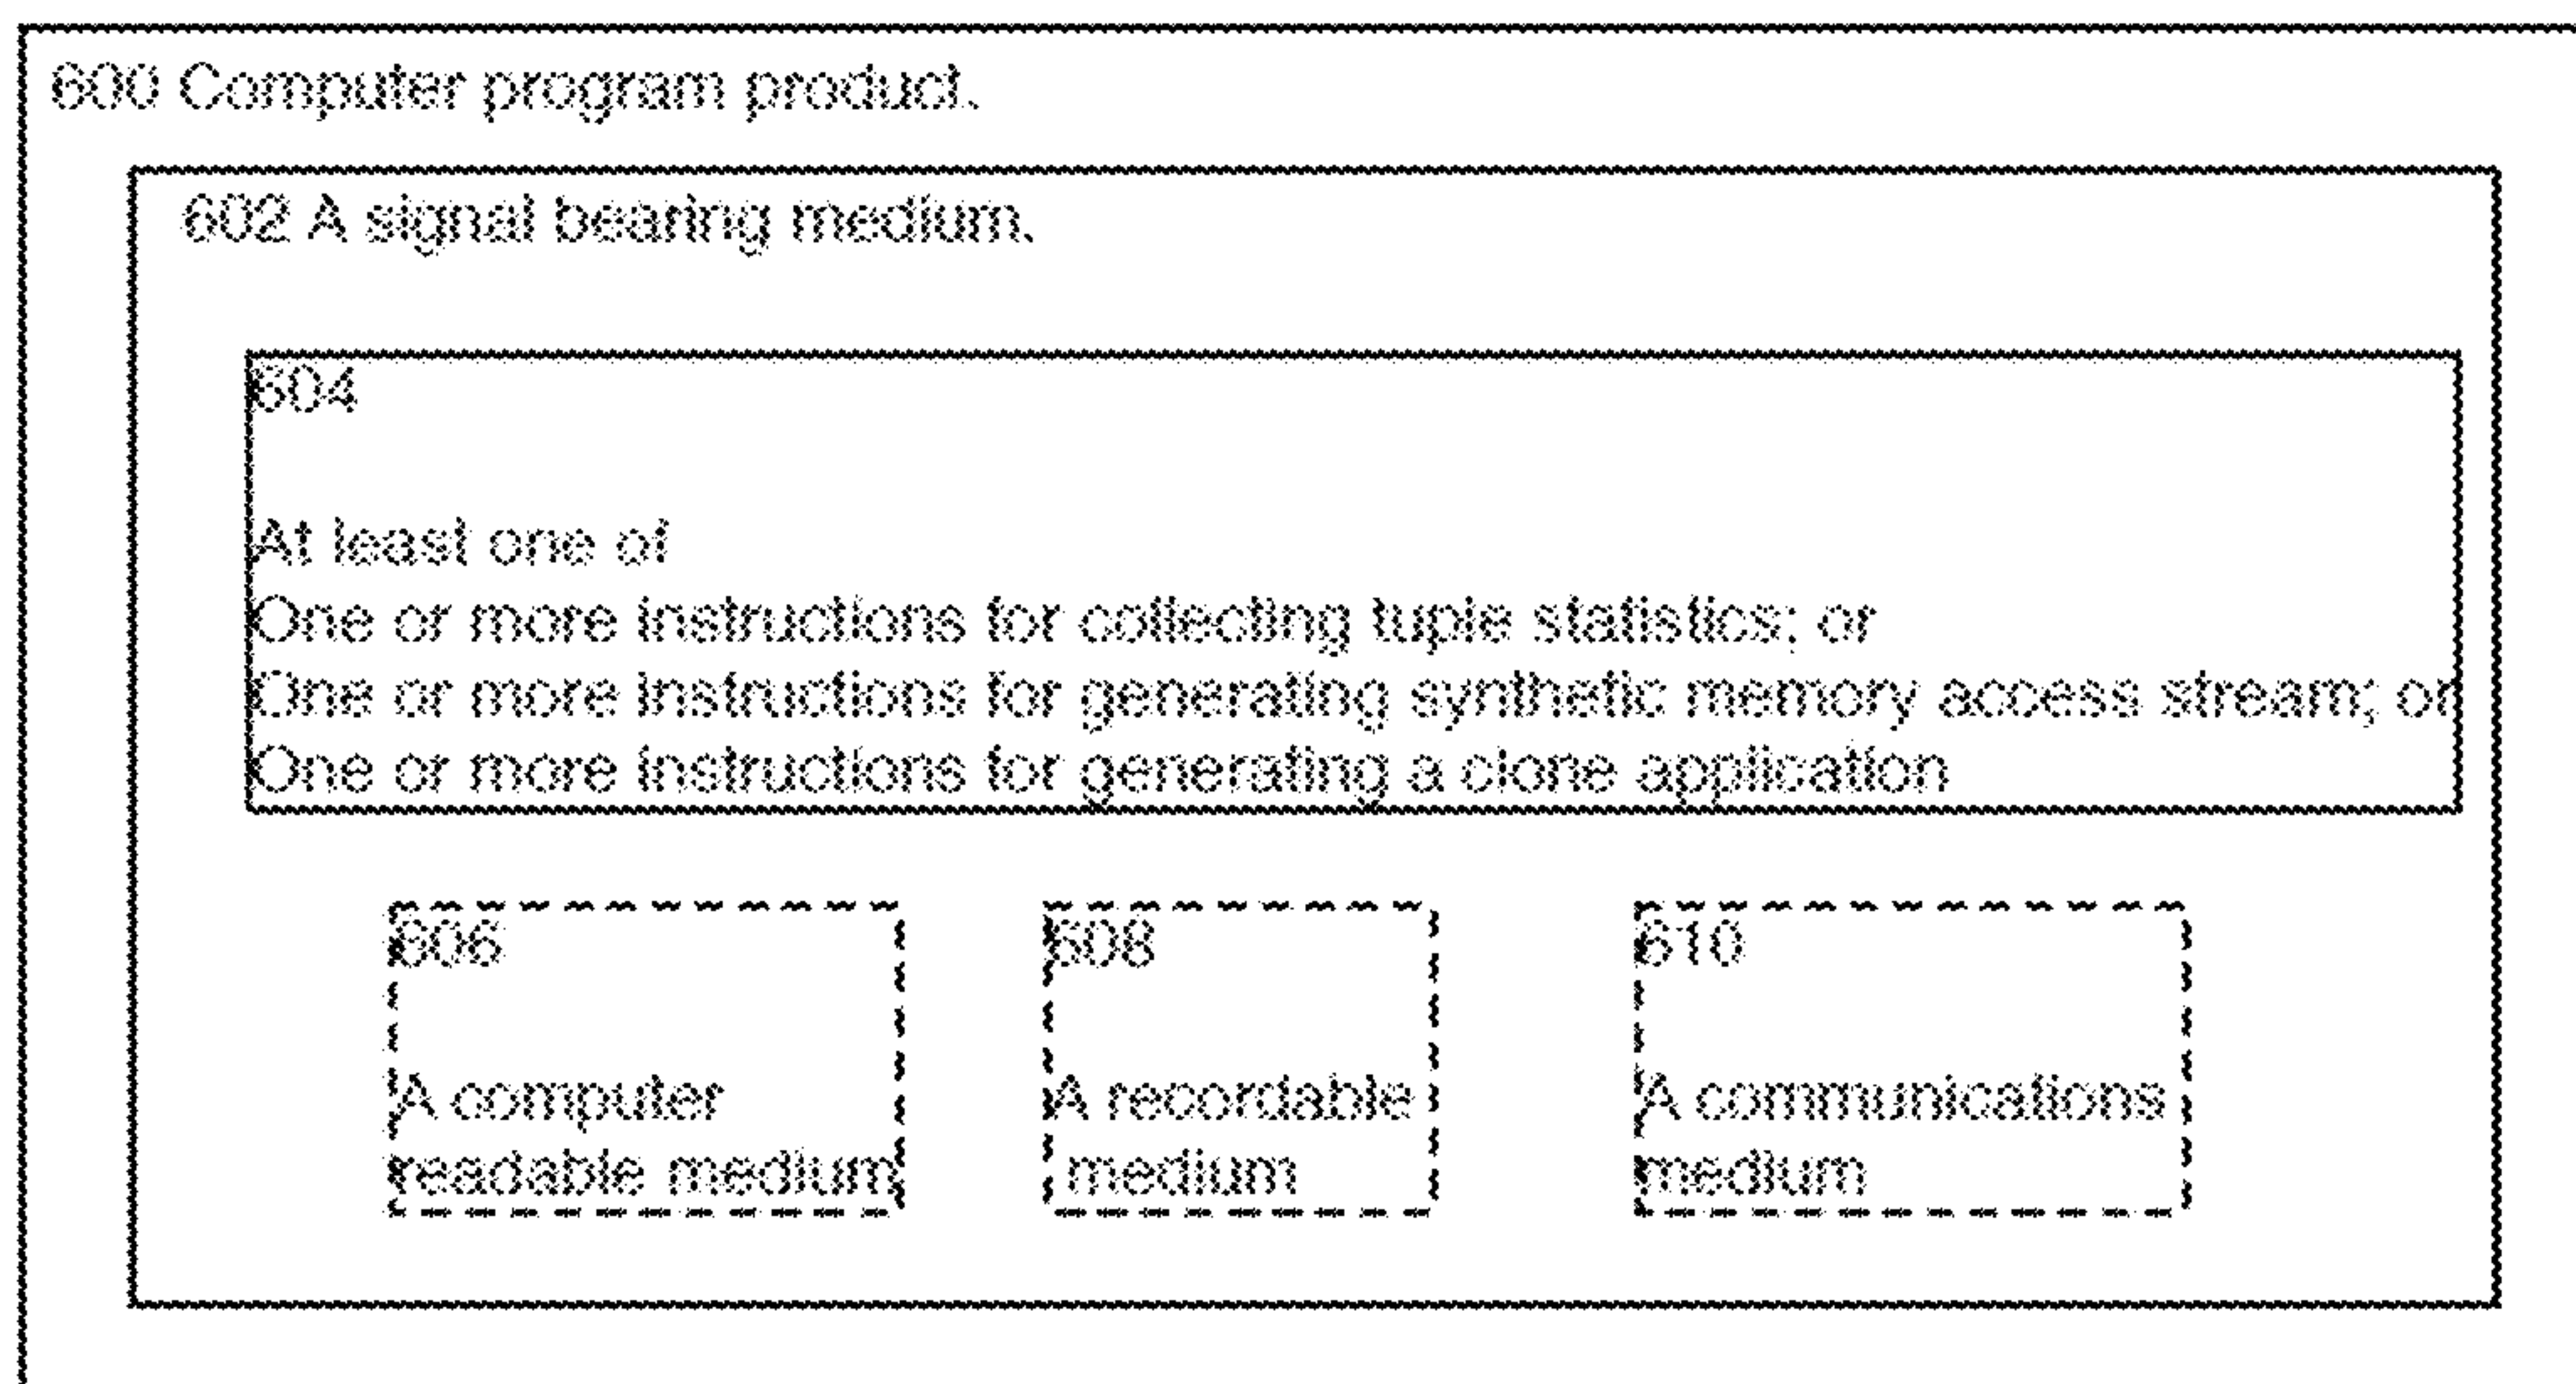 600 Computer program product.
602 A signal bearing medium.
604
At least one of
One or more instructions for collecting tuple statistics; or
One or more instructions for generating synthetic memory access stream; or
One or more instructions for generating a clone application
606
A computer
readable medium
608
A recordable
medium
610
A communications
medium